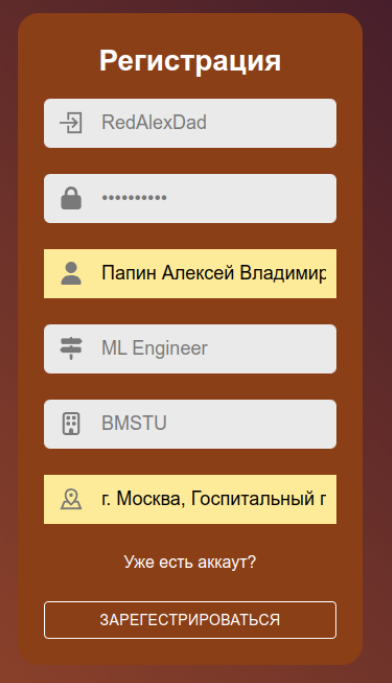 Регистрация
RedAlexDad
••••••••••
Папин Алексей Владимир
ML Engineer
BMSTU
г. Москва, Госпитальный п
Уже есть аккаут?
ЗАРЕГЕСТРИРОВАТЬСЯ